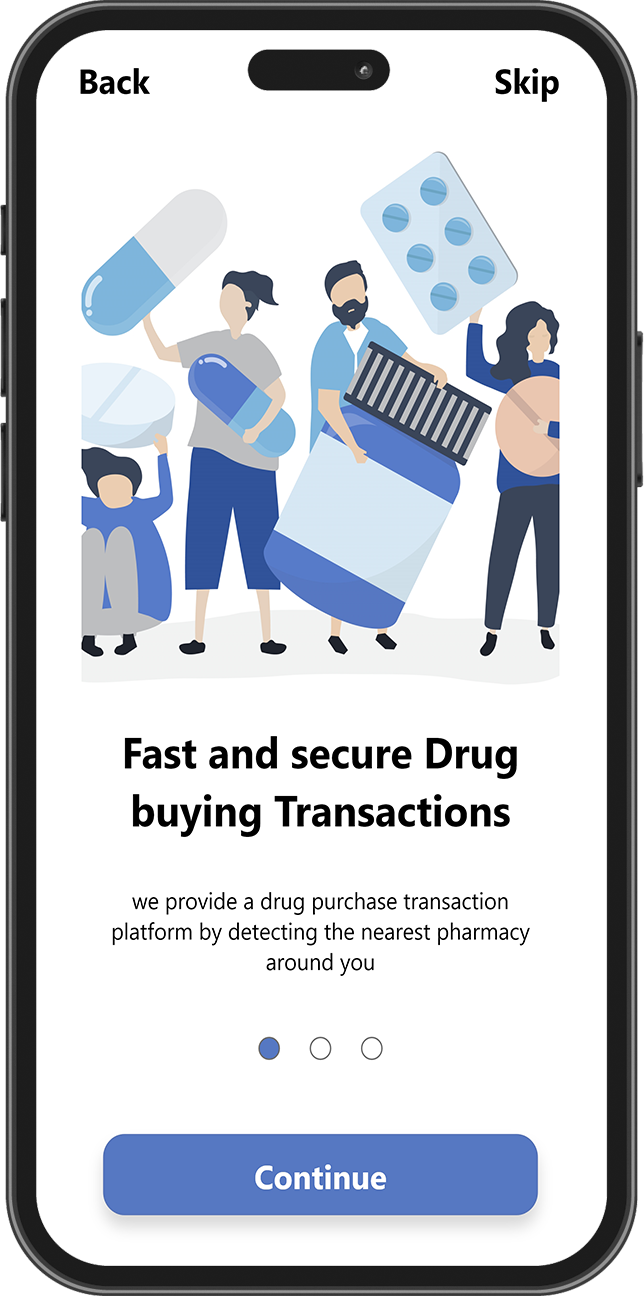 Back
Skip
Fast and secure Drug
buying Transactions
we provide a drug purchase transaction
platform by detecting the nearest pharmacy
around you
Continue